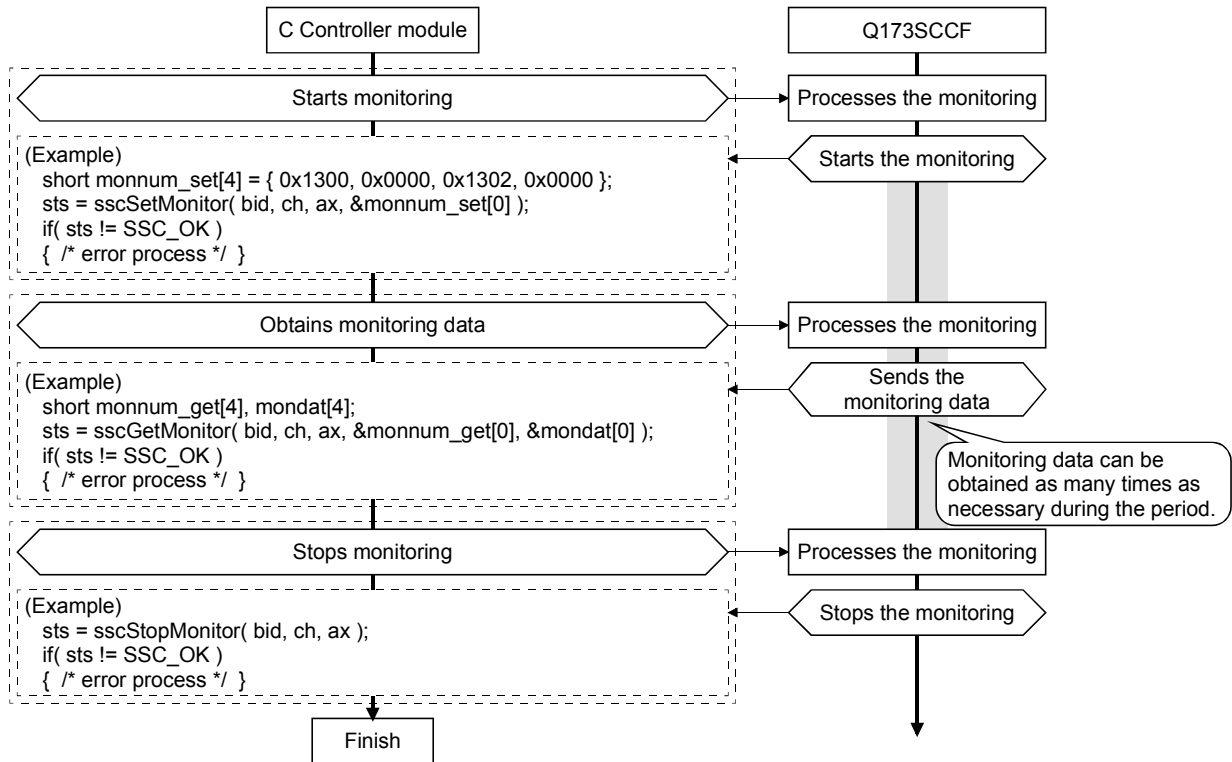 C Controller module
Q173SCCF
Starts monitoring
Processes the monitoring
(Example)
short monnum_set[4] = { 0x1300, 0x0000, 0x1302, 0x0000 };
sts = sscSetMonitor( bid, ch, ax, &monnum_set[0] );
if( sts != SSC_OK )
{ /* error process */ }
Starts the monitoring
Obtains monitoring data
Processes the monitoring
(Example)
short monnum_get[4], mondat[4];
sts = sscGetMonitor( bid, ch, ax, &monnum_get[0], &mondat[0] );
if( sts != SSC_OK )
{ /* error process */ }
Sends the
monitoring data
Monitoring data can be
obtained as many times as
necessary during the period.
Stops monitoring
Processes the monitoring
(Example)
sts = sscStopMonitor( bid, ch, ax );
if( sts != SSC_OK )
{ /* error process */ }
Stops the monitoring
Finish